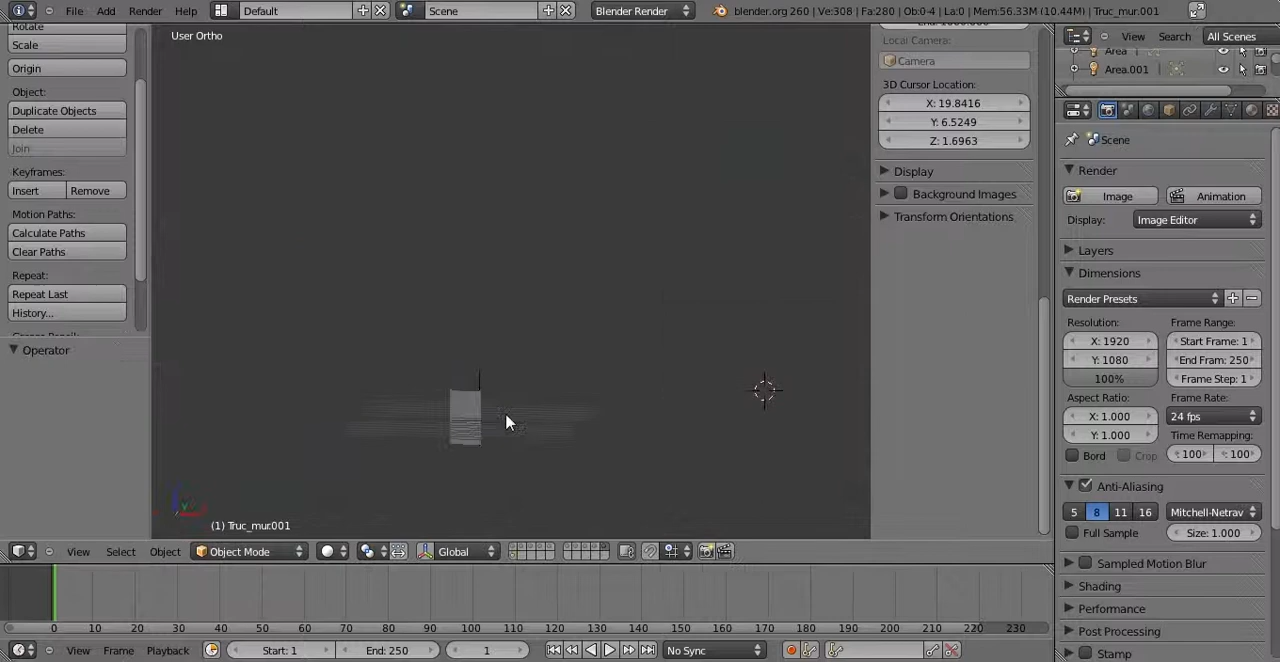 File Add Render Help Default Scene Blender Render blender.org 260 | Ve:308 | Fa:280 | Ob:0-4 | La:0 | Mem:56.33M (10.44M) | Truc_mur.001
Rotate
Scale
Origin
Object:
Duplicate Objects
Delete
Join
Keyframes:
Insert Remove
Motion Paths:
Calculate Paths
Clear Paths
Repeat:
Repeat Last
History...
Operator
User Ortho
(1) Truc_mur.001
Local Camera:
Camera
3D Cursor Location:
X: 19.8416
Y: 6.5249
Z: 1.6963
Display
Background Images
Transform Orientations
View Search All Scenes
Area
Area.001
Scene
Render
Image Animation
Display: Image Editor
Layers
Dimensions
Render Presets
Resolution: Frame Range:
X: 1920 Start Frame: 1
Y: 1080 End Fram: 250
100% Frame Step: 1
Aspect Ratio: Frame Rate:
X: 1.000 24 fps
Y: 1.000 Time Remapping:
Bord Crop 100 100
Anti-Aliasing
5 8 11 16 Mitchell-Netrav
Full Sample Size: 1.000
Sampled Motion Blur
Shading
Performance
Post Processing
Stamp
View Select Object Object Mode Global
0 10 20 30 40 50 60 70 80 90 100 110 120 130 140 150 160 170 180 190 200 210 220 230
View Frame Playback Start: 1 End: 250 1 No Sync